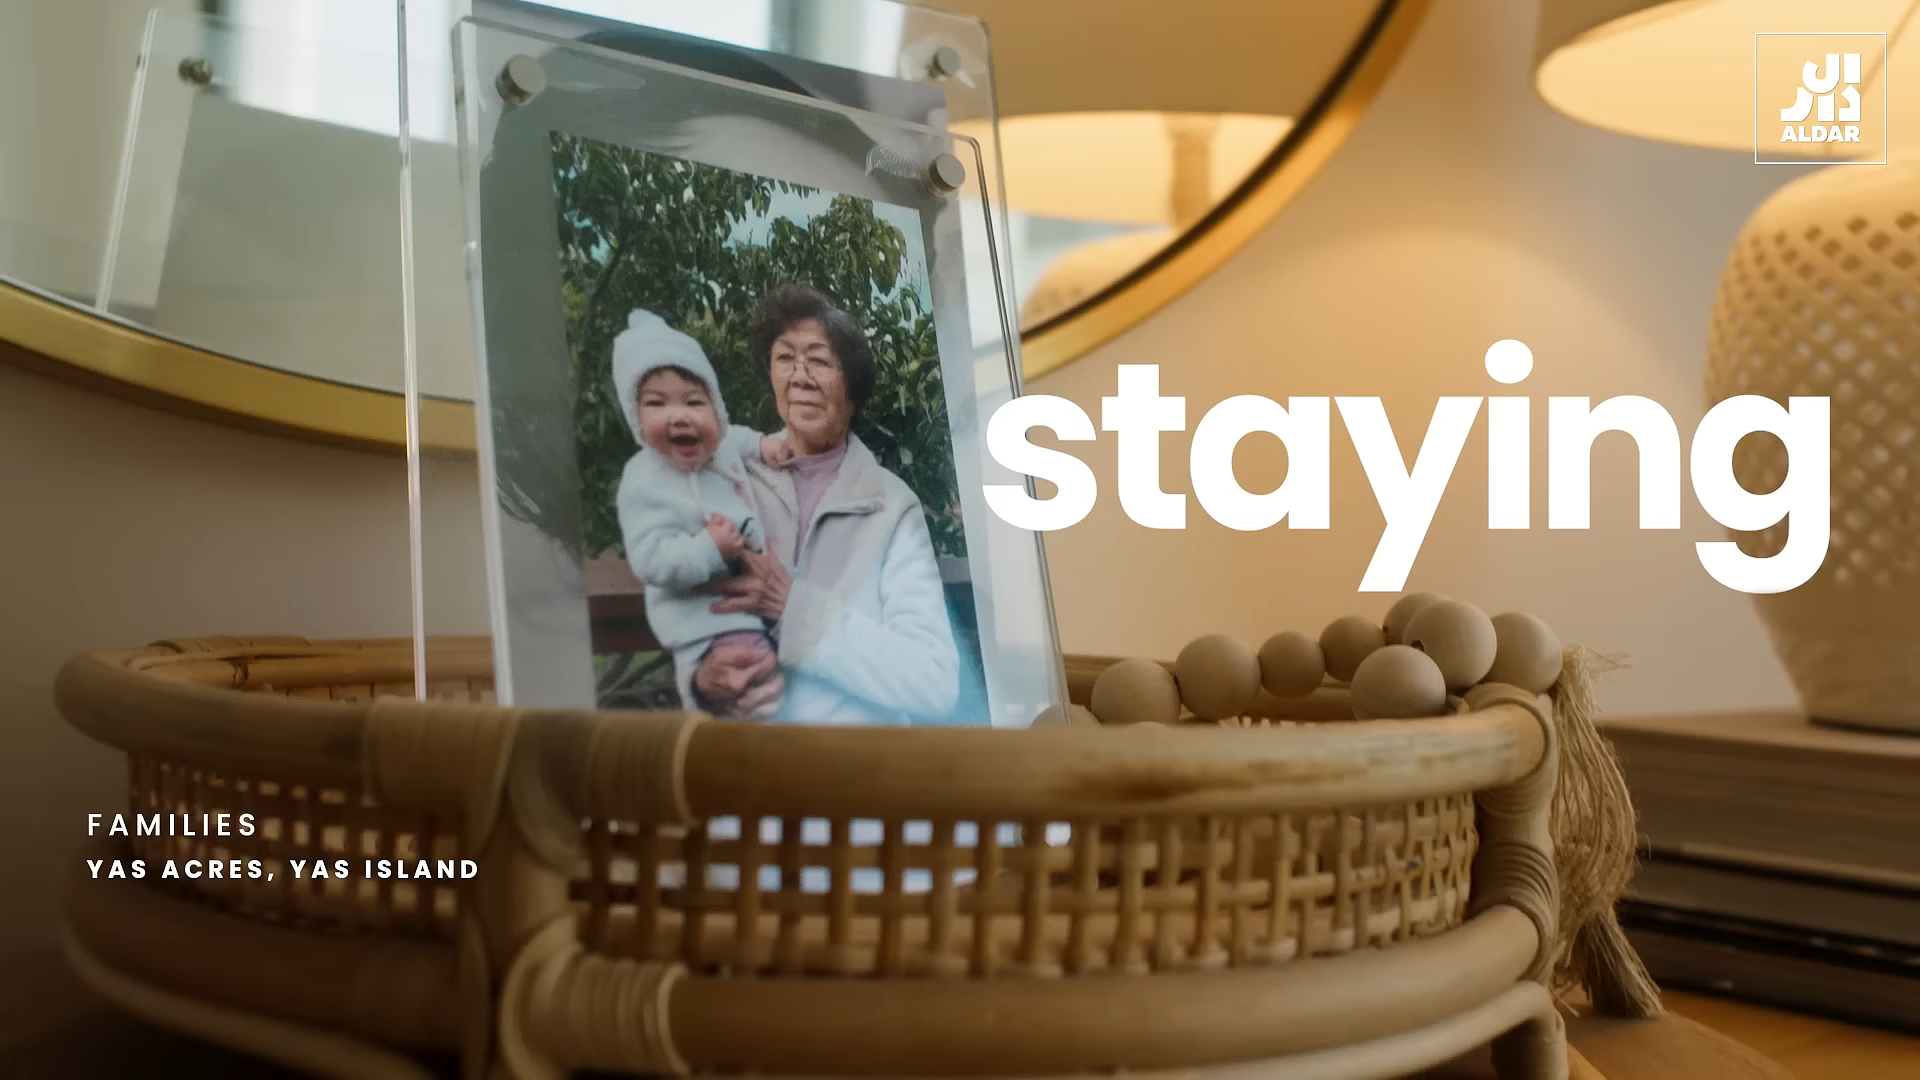 الدار
ALDAR
staying
FAMILIES
YAS ACRES, YAS ISLAND